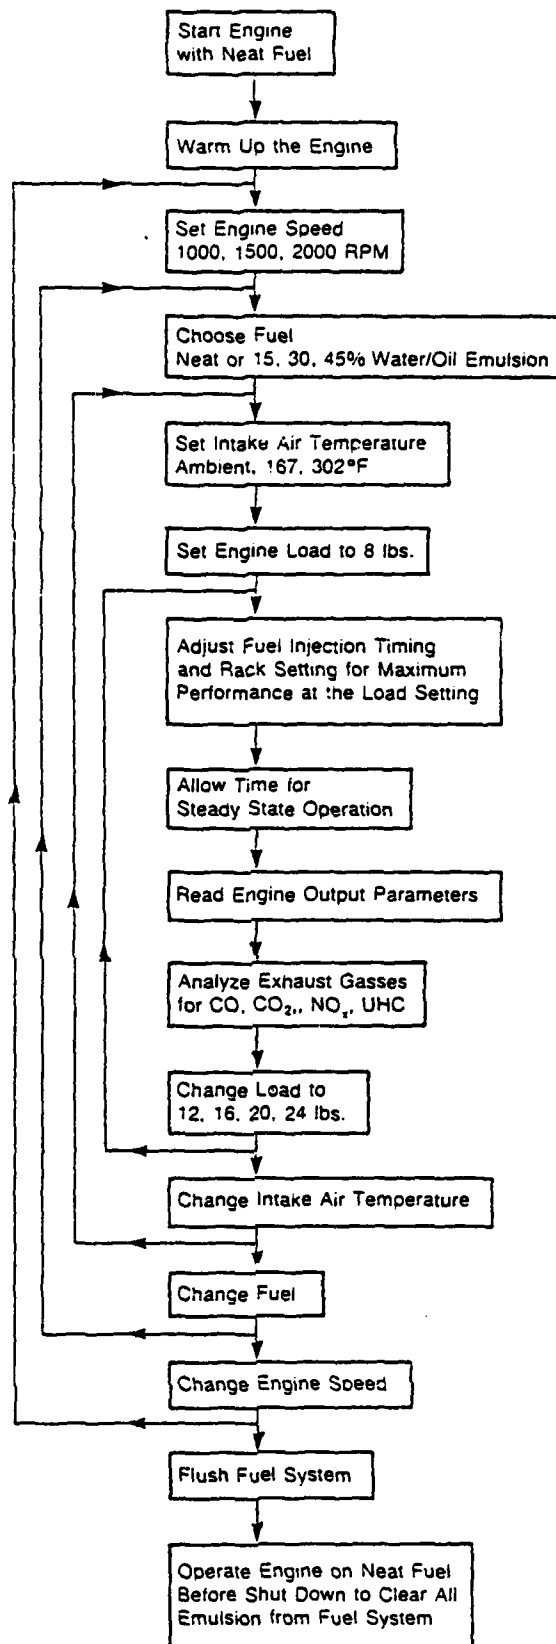 Start Engine
with Neat Fuel
Warm Up the Engine
Set Engine Speed
1000, 1500, 2000 RPM
Choose Fuel
Neat or 15, 30, 45% Water/Oil Emulsion
Set Intake Air Temperature
Ambient, 167, 302°F
Set Engine Load to 8 lbs.
Adjust Fuel Injection Timing
and Rack Setting for Maximum
Performance at the Load Setting
Allow Time for
Steady State Operation
Read Engine Output Parameters
Analyze Exhaust Gasses
for CO, CO₂,, NOₓ, UHC
Change Load to
12, 16, 20, 24 lbs.
Change Intake Air Temperature
Change Fuel
Change Engine Speed
Flush Fuel System
Operate Engine on Neat Fuel
Before Shut Down to Clear All
Emulsion from Fuel System